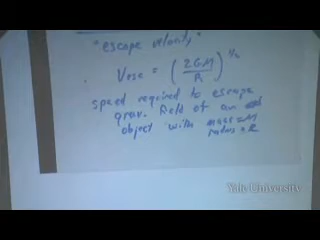 "escape velocity"
Vesc = (2GM/R)^1/2
speed required to escape
grav. field of an
object with mass = M
radius = R
Yale University